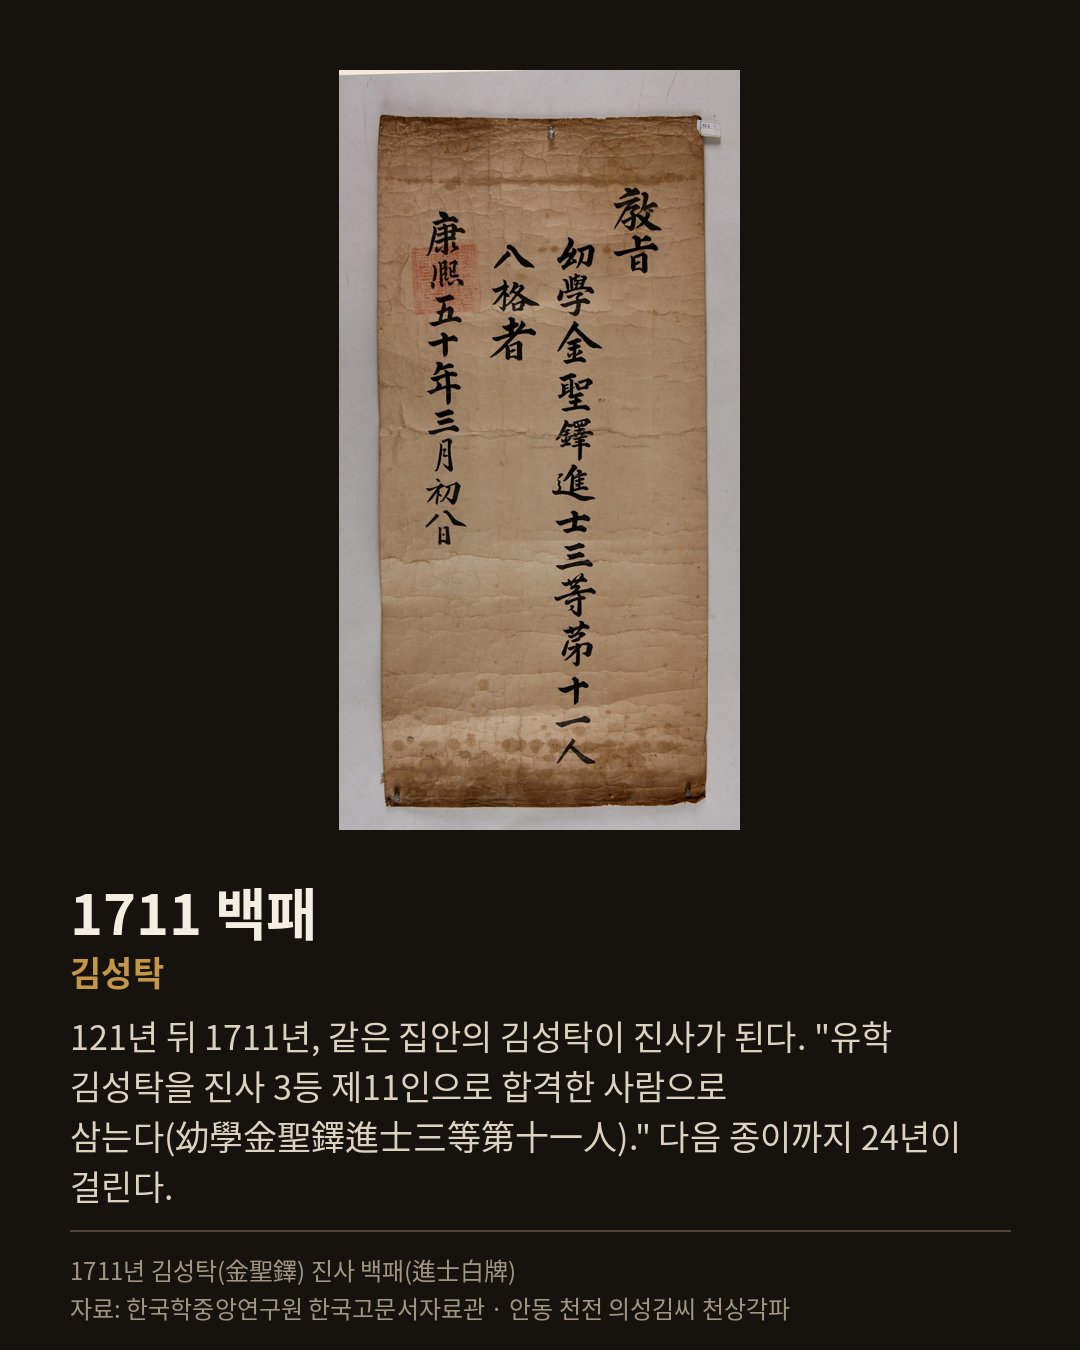 敎旨
幼學金聖鐸進士三等苐十一人
入格者
康熈五十年三月初八日
1711 백패
김성탁
121년 뒤 1711년, 같은 집안의 김성탁이 진사가 된다. "유학
김성탁을 진사 3등 제11인으로 합격한 사람으로
삼는다(幼學金聖鐸進士三等第十一人)." 다음 종이까지 24년이
걸린다.
1711년 김성탁(金聖鐸) 진사 백패(進士白牌)
자료: 한국학중앙연구원 한국고문서자료관 · 안동 천전 의성김씨 천상각파